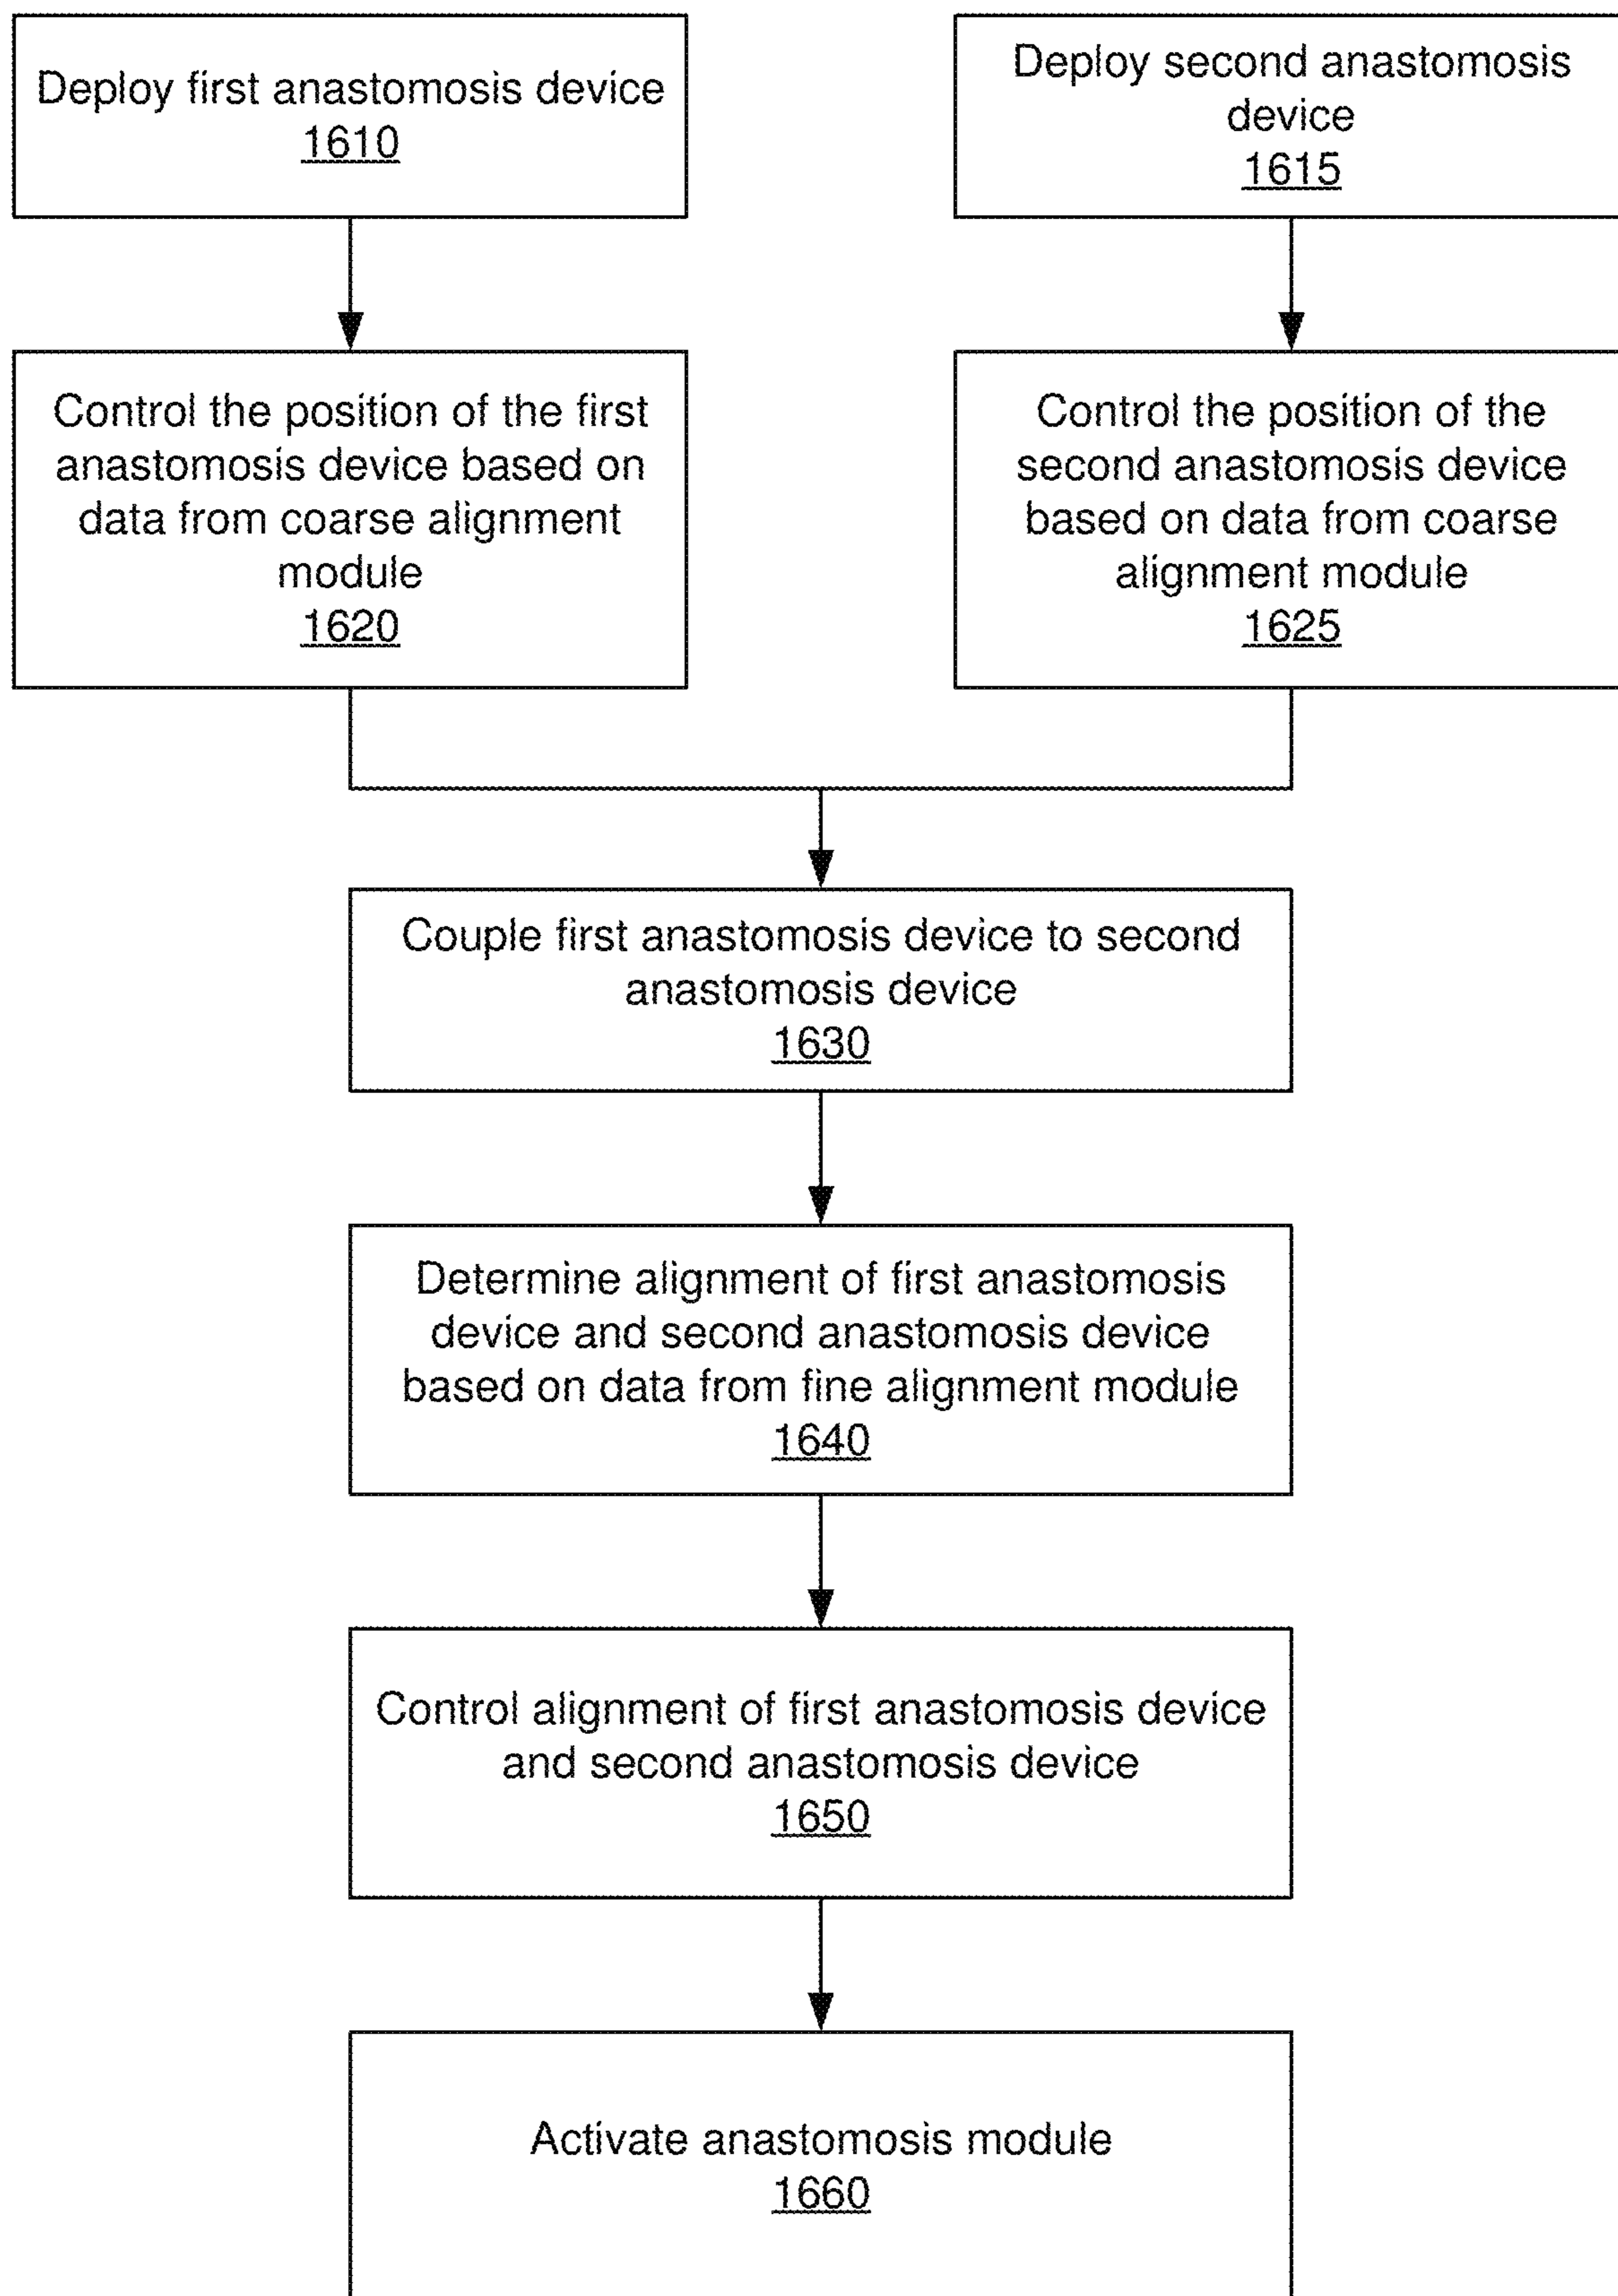 Deploy first anastomosis device
1610
Deploy second anastomosis
device
1615
Control the position of the first
anastomosis device based on
data from coarse alignment
module
1620
Control the position of the
second anastomosis device
based on data from coarse
alignment module
1625
Couple first anastomosis device to second
anastomosis device
1630
Determine alignment of first anastomosis
device and second anastomosis device
based on data from fine alignment module
1640
Control alignment of first anastomosis device
and second anastomosis device
1650
Activate anastomosis module
1660